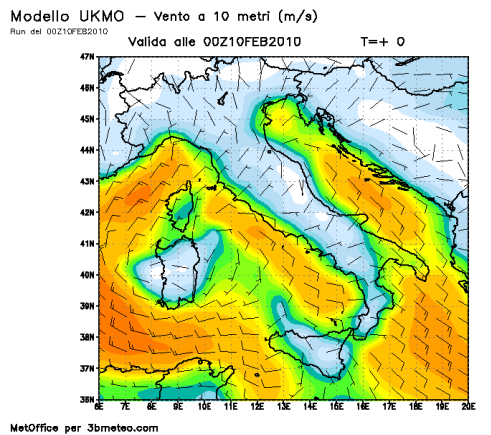 Modello UKMO – Vento a 10 metri (m/s)
Run del 00Z10FEB2010
Valida alle 00Z10FEB2010 T=+ 0
47N
46N
45N
44N
43N
42N
41N
40N
39N
38N
37N
36N
6E 7E 8E 9E 10E 11E 12E 13E 14E 15E 16E 17E 18E 19E 20E
MetOffice per 3bmeteo.com